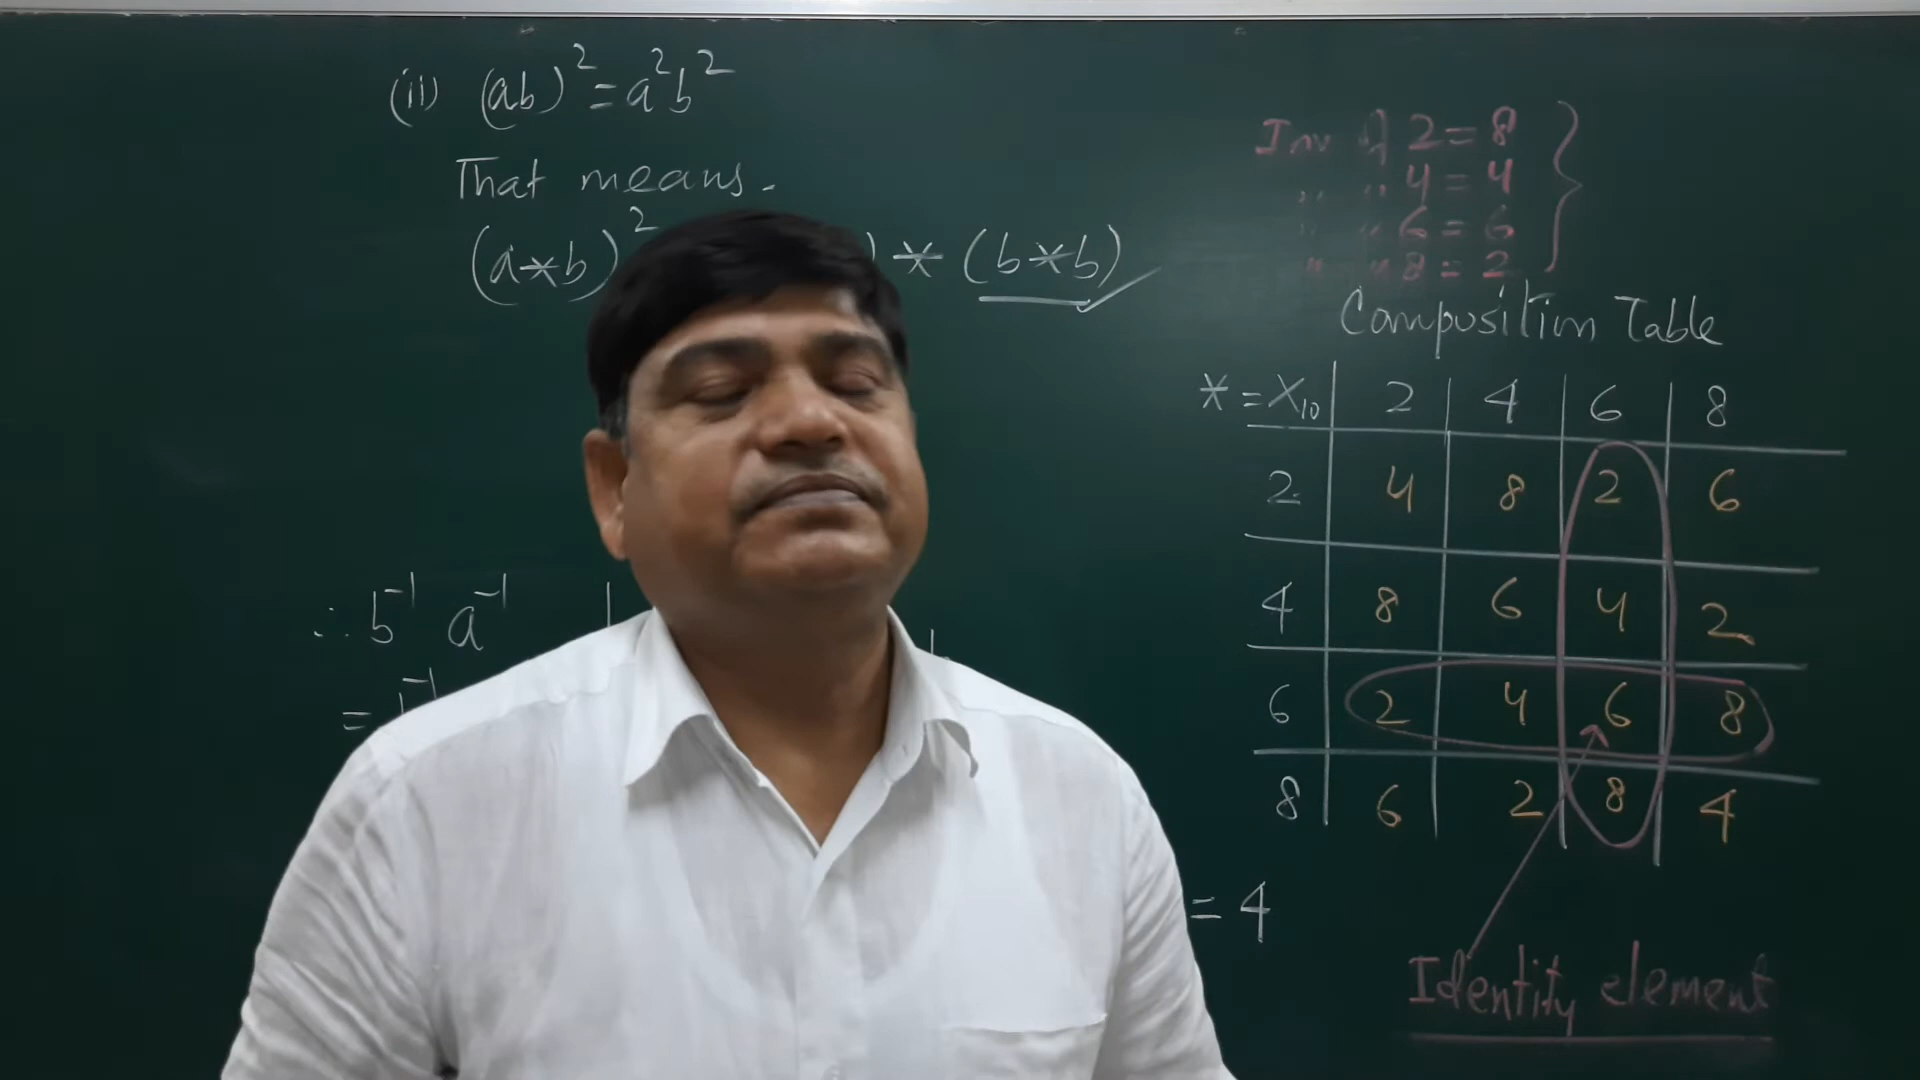 (ii) (ab)² = a²b²
That means.
(a*b)² ) * (b*b)
∴ b⁻¹ a⁻¹
=
= 4
Inv of 2 = 8
,, ,, 4 = 4
,, ,, 6 = 6
,, ,, 8 = 2
Composition Table
* = X₁₀ 2 4 6 8
2 4 8 2 6
4 8 6 4 2
6 2 4 6 8
8 6 2 8 4
Identity element